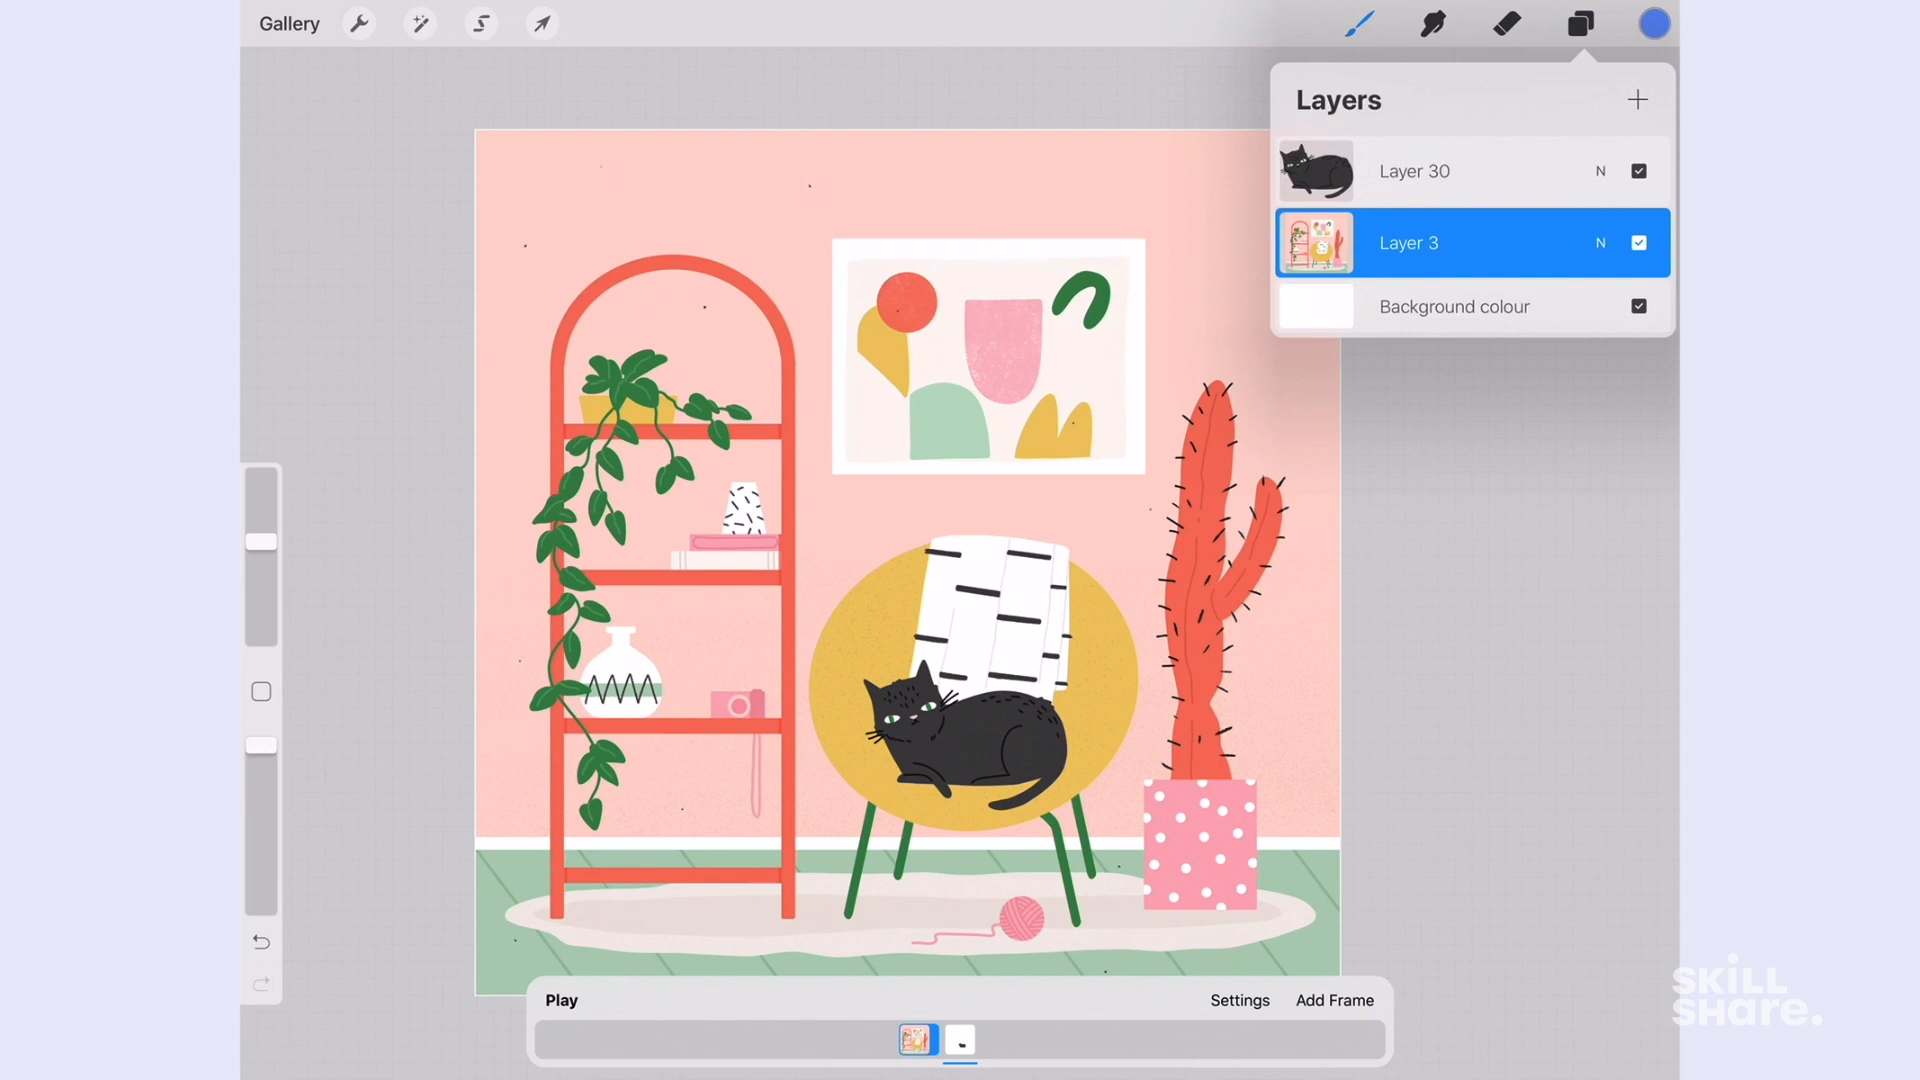 Gallery
Layers
Layer 30 N
Layer 3 N
Background colour
Play Settings Add Frame
SKILL
SHARE.